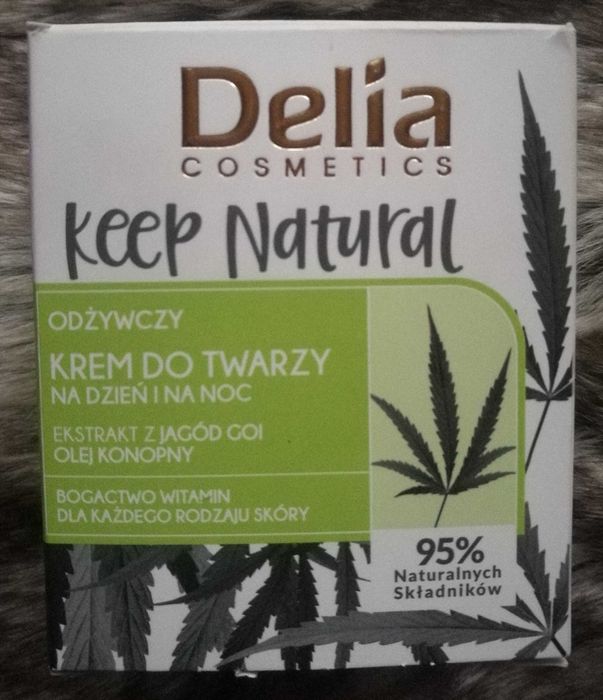 Delia
COSMETICS
keep Natural
ODŻYWCZY
KREM DO TWARZY
NA DZIEŃ I NA NOC
EKSTRAKT Z JAGÓD GOI
OLEJ KONOPNY
BOGACTWO WITAMIN
DLA KAŻDEGO RODZAJU SKÓRY
95%
Naturalnych
Składników